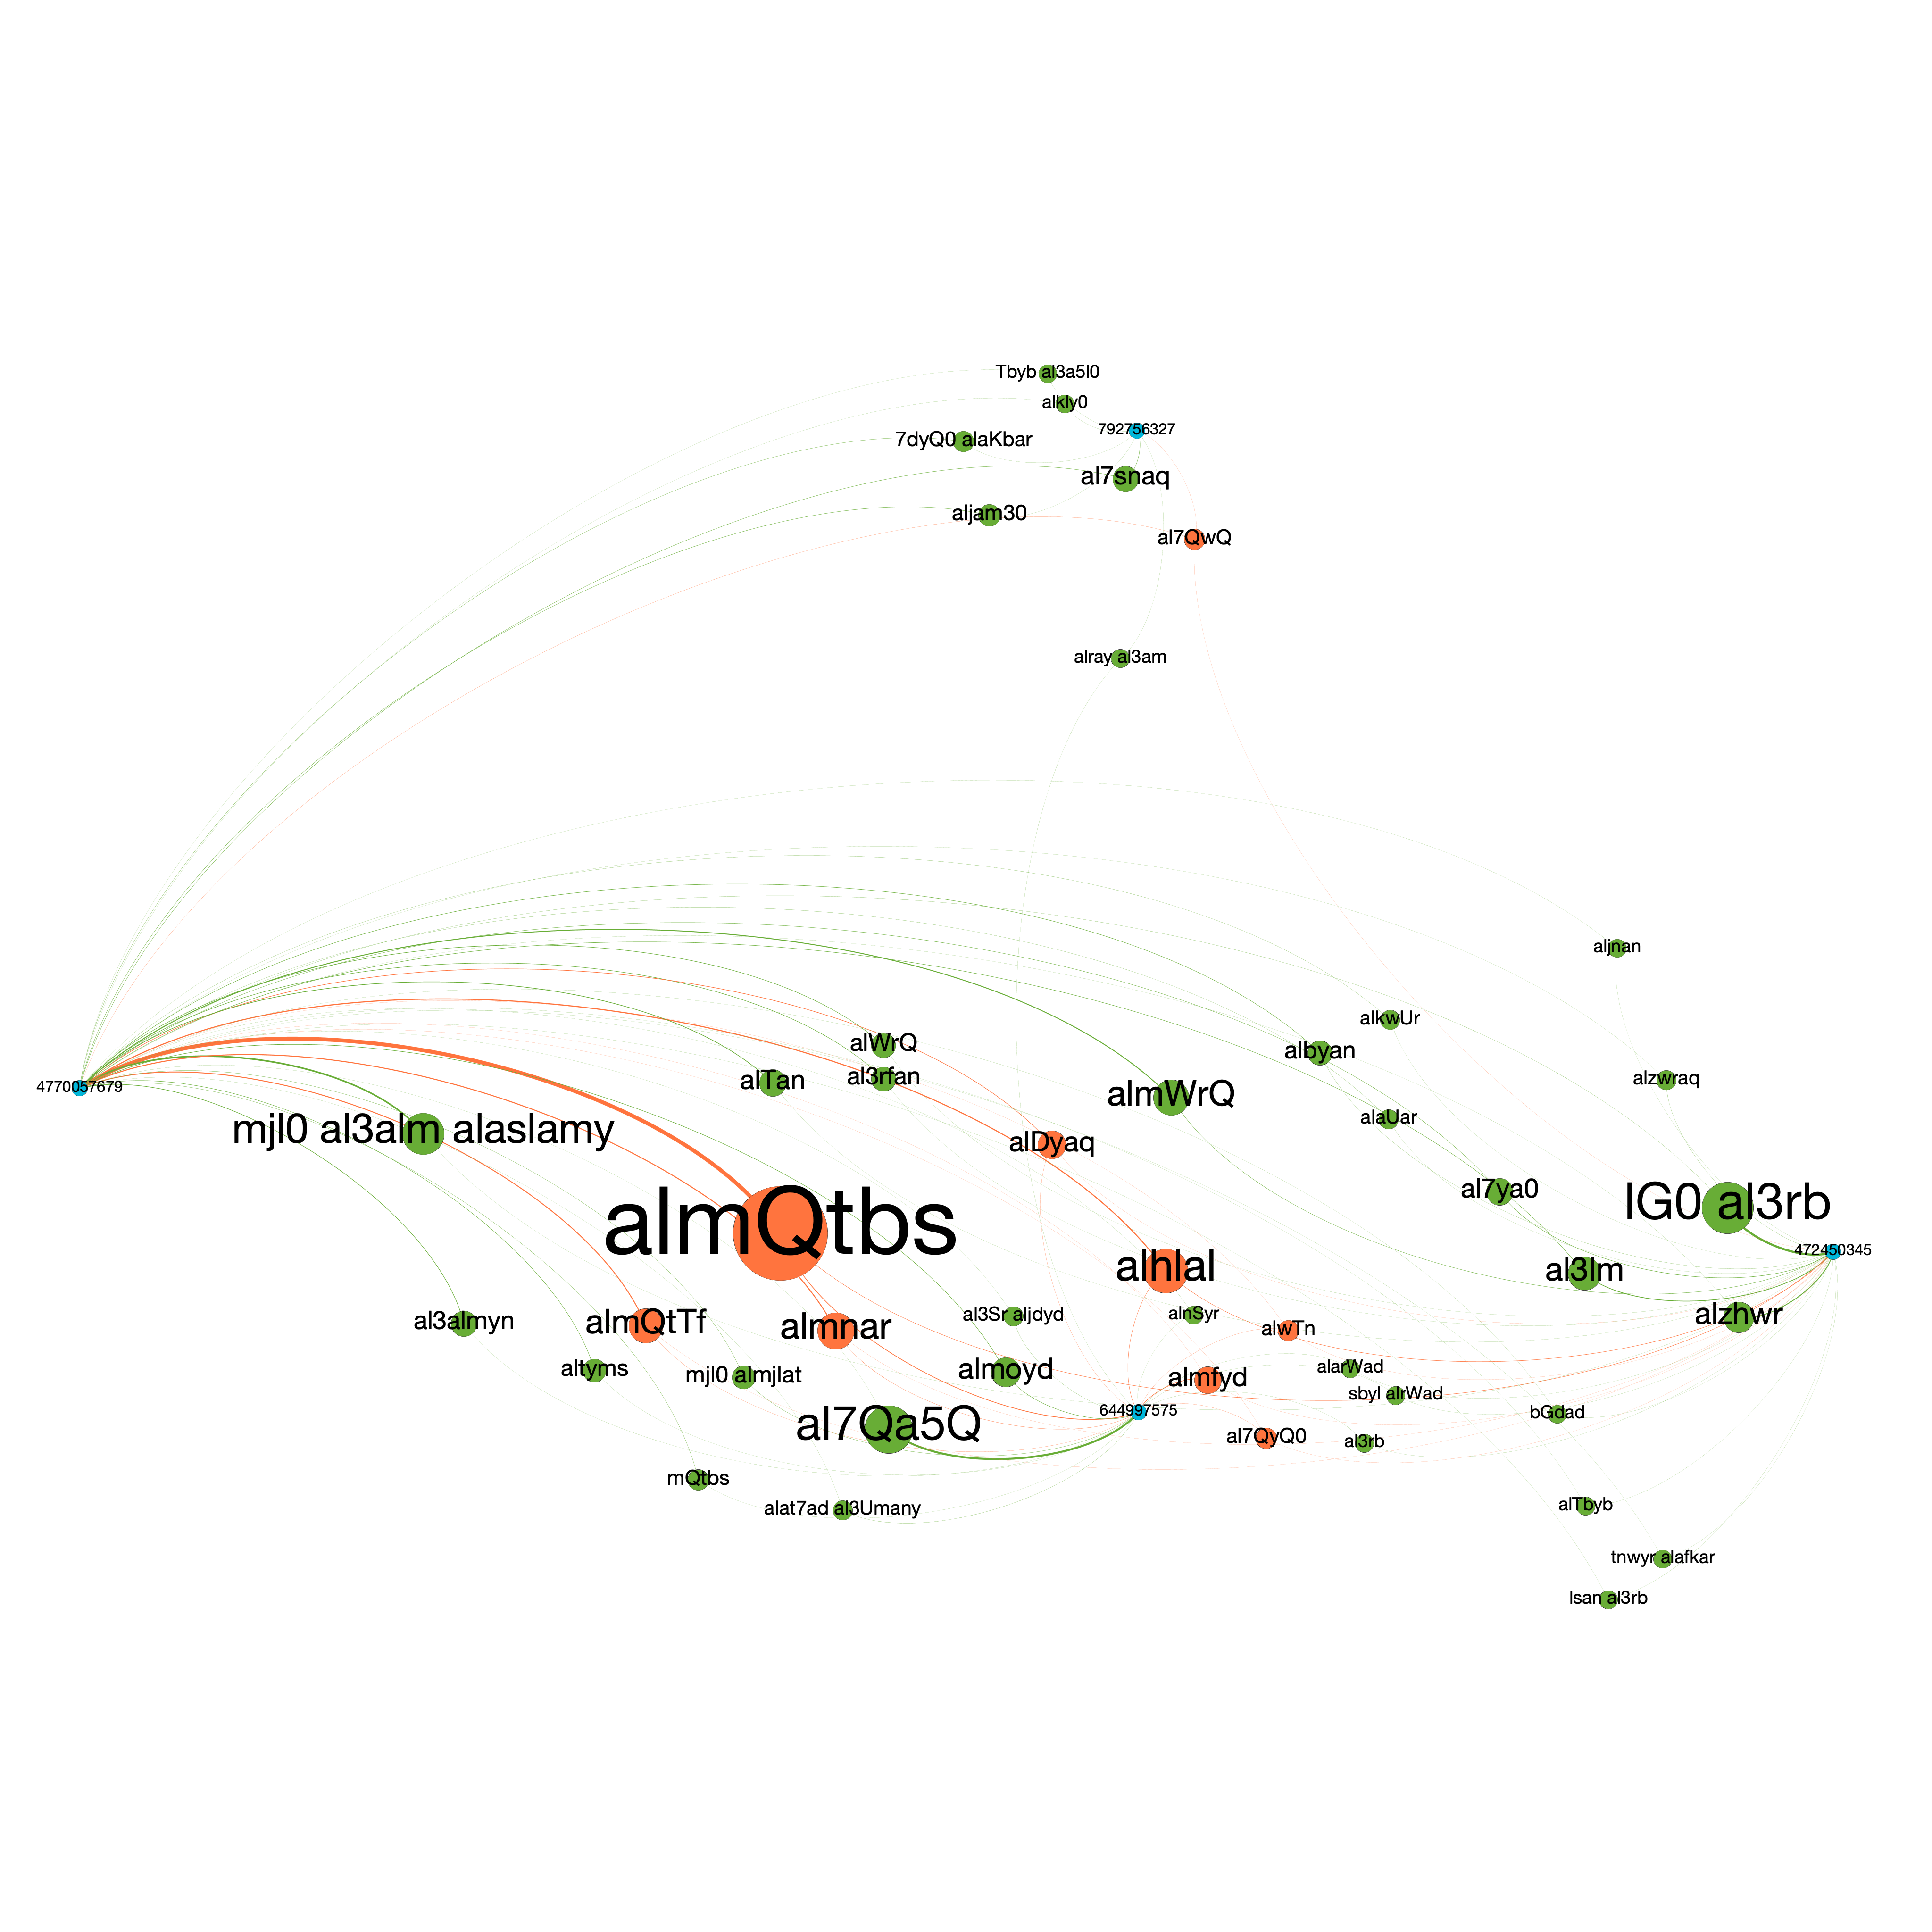 Tbyb al3a5l0
alkly0
792756327
7dyQ0 alaKbar
al7snaq
aljam30
al7QwQ
alray al3am
aljnan
alkwUr
alWrQ
albyan
al3rfan
alTan
alzwraq
4770057679
almWrQ
alaUar
mjl0 al3alm alaslamy
alDyaq
al7ya0
lG0 al3rb
almQtbs
472450345
alhlal
al3lm
al3Sr aljdyd
alnSyr
alzhwr
al3almyn
almQtTf
almnar
alwTn
altyms
mjl0 almjlat
almoyd
alarWad
almfyd
sbyl alrWad
644997575
bGdad
al7Qa5Q
al7QyQ0
al3rb
mQtbs
alat7ad al3Umany
alTbyb
tnwyr alafkar
lsan al3rb